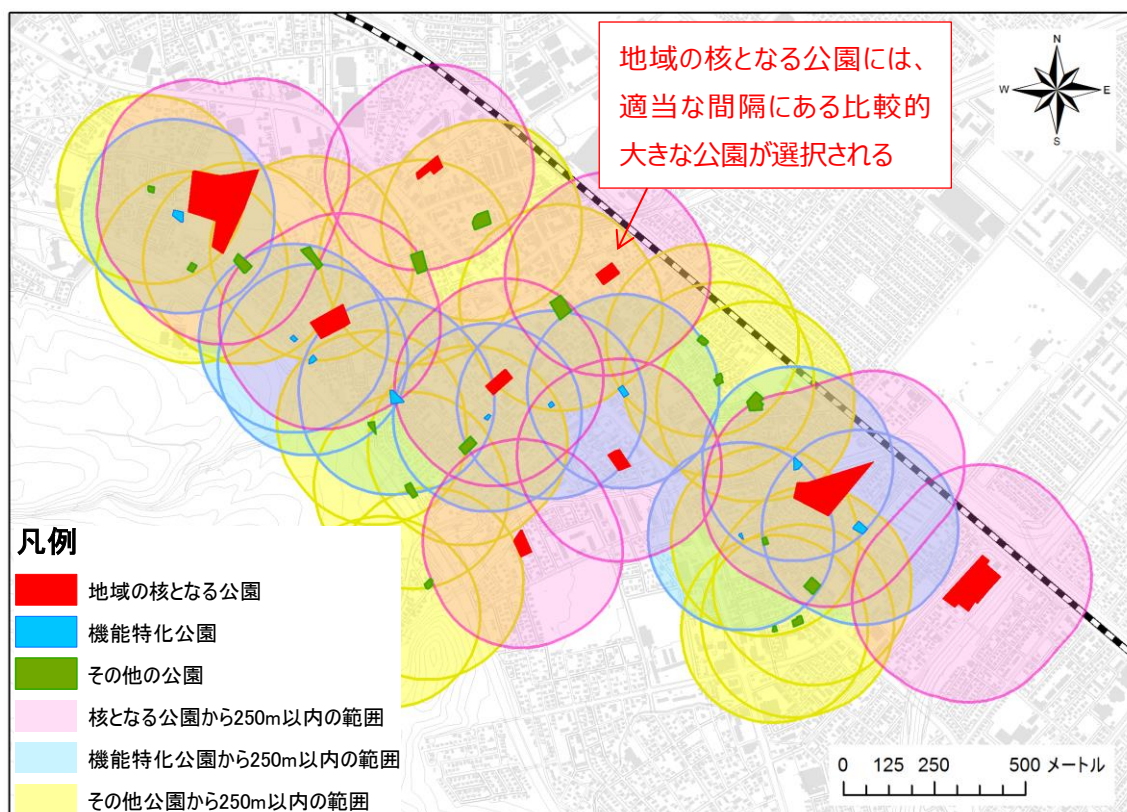 地域の核となる公園には、
適当な間隔にある比較的
大きな公園が選択される
N
W
E
S
凡例
地域の核となる公園
機能特化公園
その他の公園
核となる公園から250m以内の範囲
機能特化公園から250m以内の範囲
その他公園から250m以内の範囲
0 125 250 500 メートル